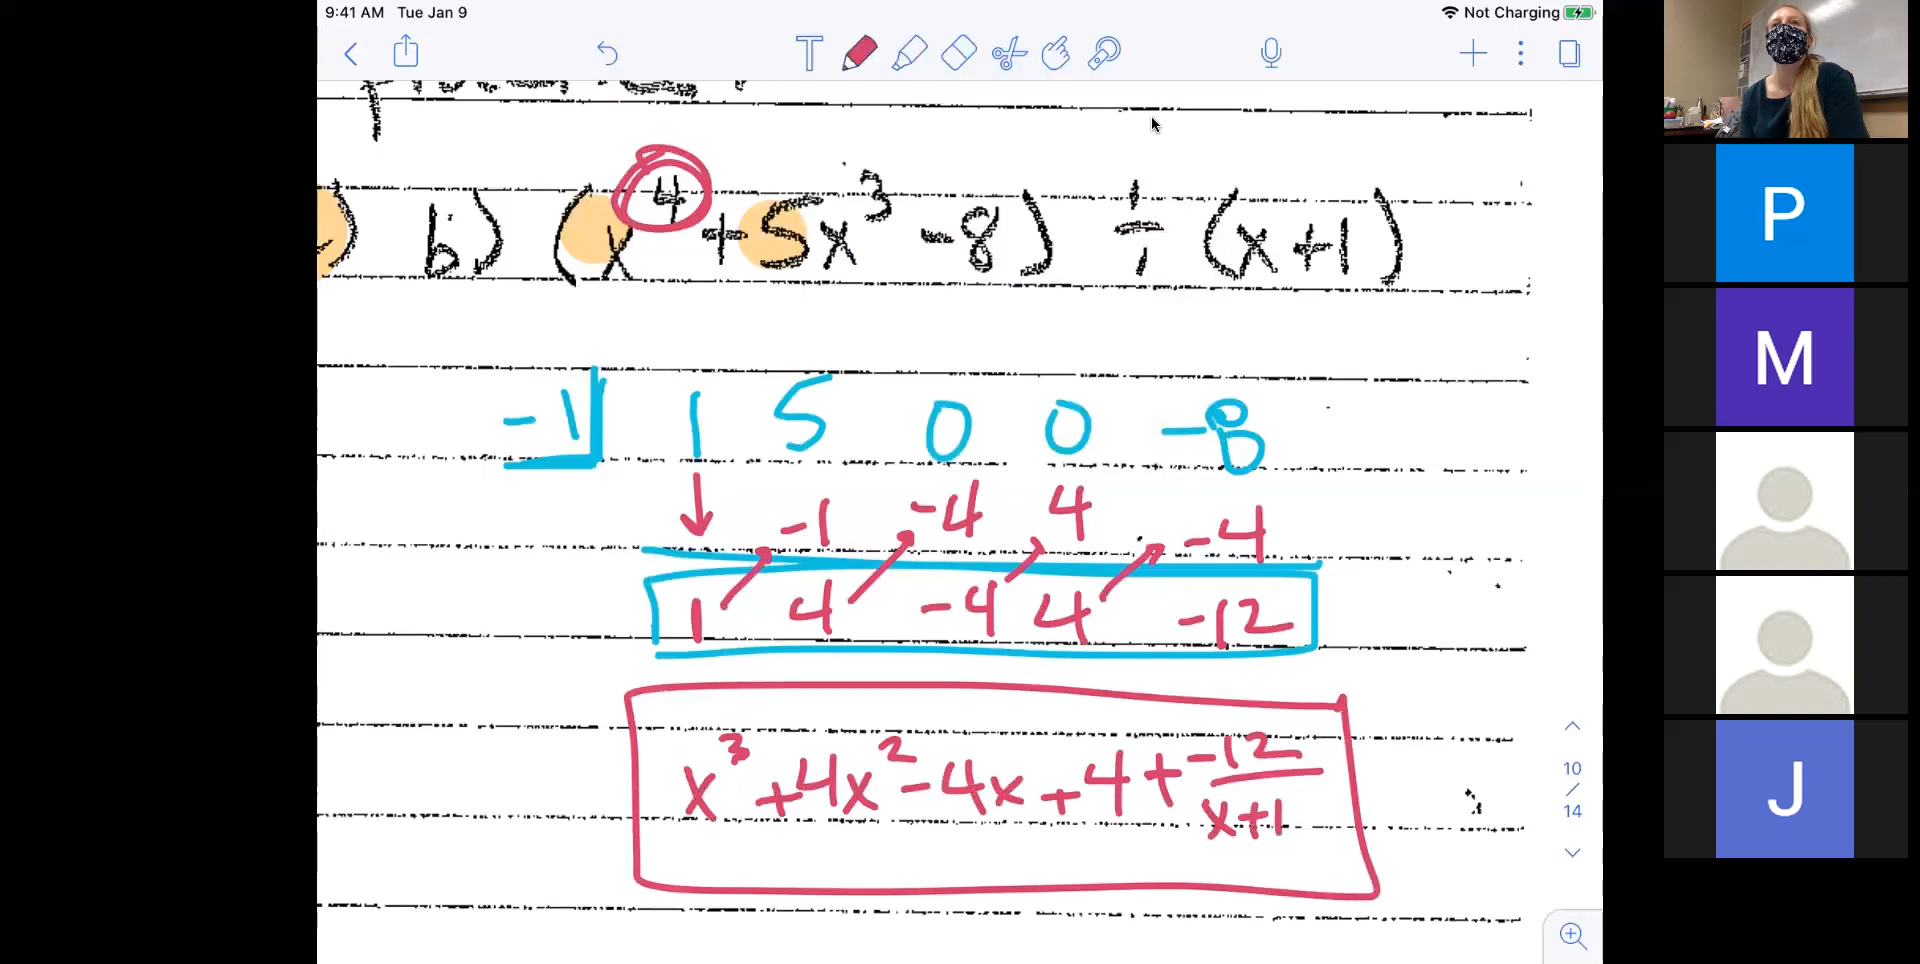 9:41 AM Tue Jan 9
Not Charging
b) (x⁴ + 5x³ - 8) ÷ (x+1)
-1 1 5 0 0 -8
-1 -4 4 -4
1 4 -4 4 -12
x³ + 4x² - 4x + 4 + -12/x+1
10
/
14
P
M
J